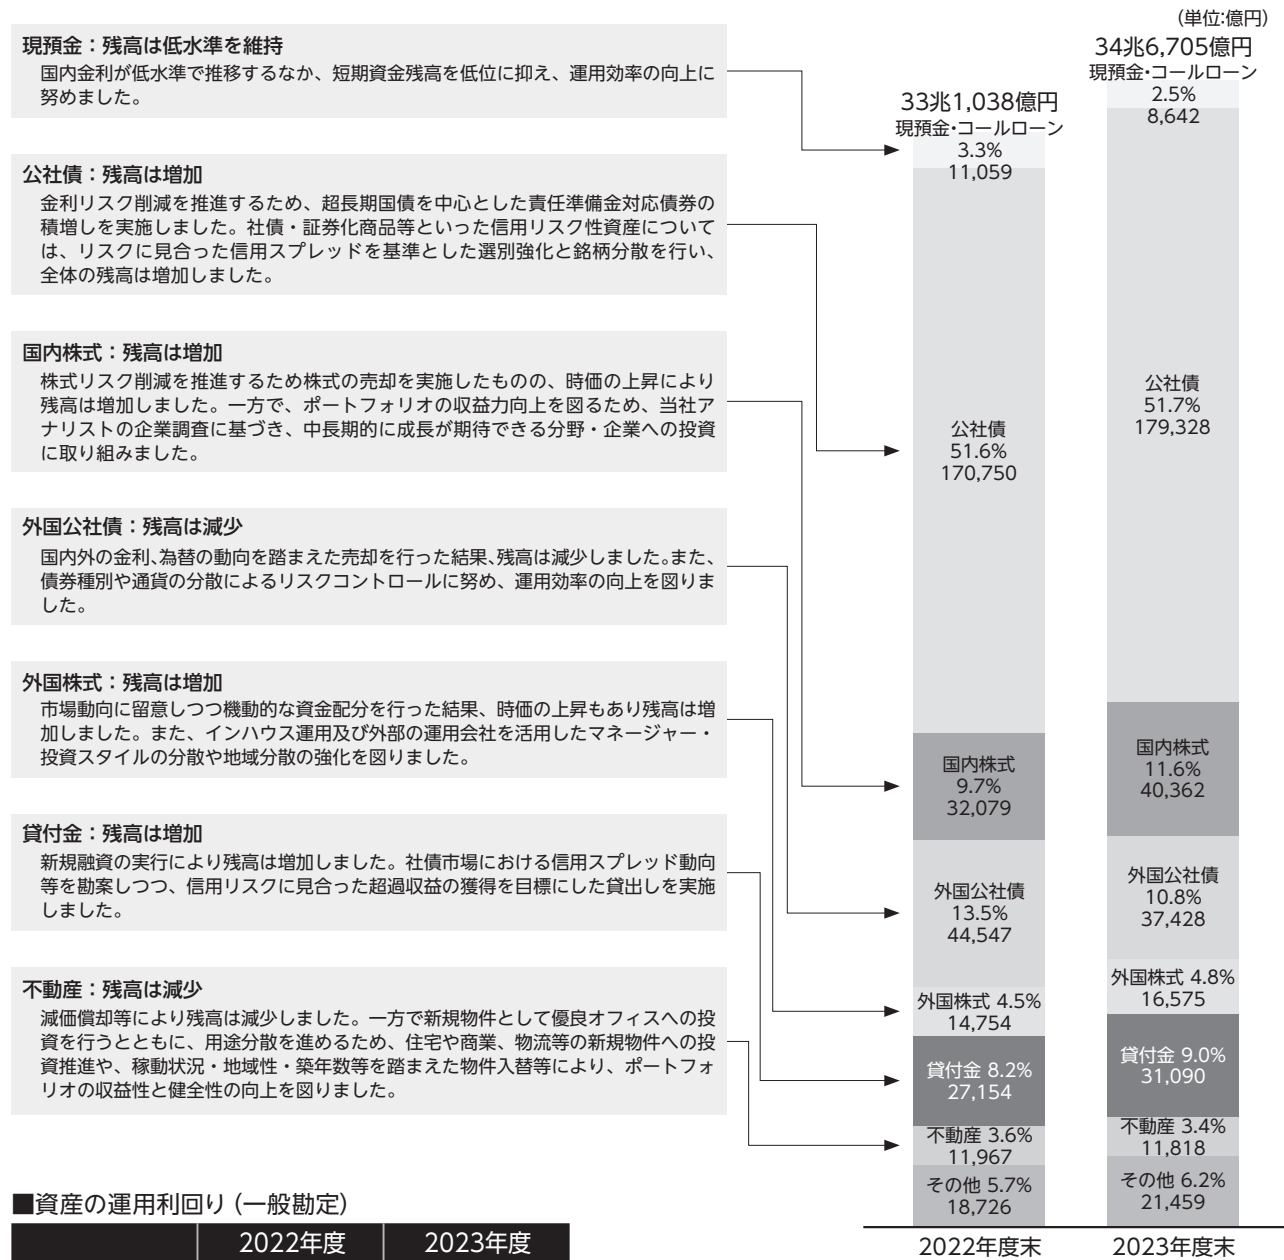 (単位:億円)
現預金：残高は低水準を維持
国内金利が低水準で推移するなか、短期資金残高を低位に抑え、運用効率の向上に
努めました。
公社債：残高は増加
金利リスク削減を推進するため、超長期国債を中心とした責任準備金対応債券の
積増しを実施しました。社債・証券化商品等といった信用リスク性資産について
は、リスクに見合った信用スプレッドを基準とした選別強化と銘柄分散を行い、
全体の残高は増加しました。
国内株式：残高は増加
株式リスク削減を推進するため株式の売却を実施したものの、時価の上昇により
残高は増加しました。一方で、ポートフォリオの収益力向上を図るため、当社ア
ナリストの企業調査に基づき、中長期的に成長が期待できる分野・企業への投資
に取り組みました。
外国公社債：残高は減少
国内外の金利、為替の動向を踏まえた売却を行った結果、残高は減少しました。また、
債券種別や通貨の分散によるリスクコントロールに努め、運用効率の向上を図りま
した。
外国株式：残高は増加
市場動向に留意しつつ機動的な資金配分を行った結果、時価の上昇もあり残高は増
加しました。また、インハウス運用及び外部の運用会社を活用したマネージャー・
投資スタイルの分散や地域分散の強化を図りました。
貸付金：残高は増加
新規融資の実行により残高は増加しました。社債市場における信用スプレッド動向
等を勘案しつつ、信用リスクに見合った超過収益の獲得を目標にした貸出しを実施
しました。
不動産：残高は減少
減価償却等により残高は減少しました。一方で新規物件として優良オフィスへの投
資を行うとともに、用途分散を進めるため、住宅や商業、物流等の新規物件への投
資推進や、稼動状況・地域性・築年数等を踏まえた物件入替等により、ポートフォ
リオの収益性と健全性の向上を図りました。
33兆1,038億円
現預金・コールローン
3.3%
11,059
公社債
51.6%
170,750
国内株式
9.7%
32,079
外国公社債
13.5%
44,547
外国株式 4.5%
14,754
貸付金 8.2%
27,154
不動産 3.6%
11,967
その他 5.7%
18,726
2022年度末
34兆6,705億円
現預金・コールローン
2.5%
8,642
公社債
51.7%
179,328
国内株式
11.6%
40,362
外国公社債
10.8%
37,428
外国株式 4.8%
16,575
貸付金 9.0%
31,090
不動産 3.4%
11,818
その他 6.2%
21,459
2023年度末
■資産の運用利回り（一般勘定）
2022年度 2023年度